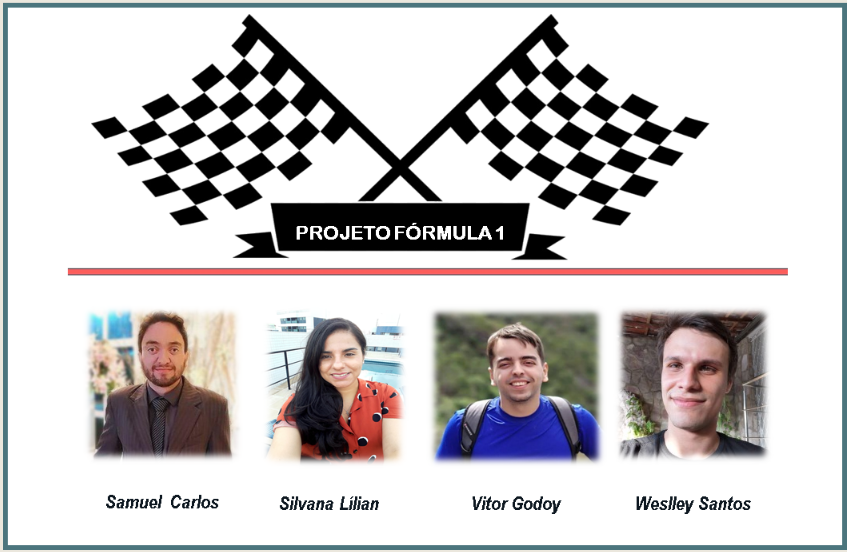 PROJETO FÓRMULA 1
Samuel Carlos
Silvana Lílian
Vitor Godoy
Weslley Santos